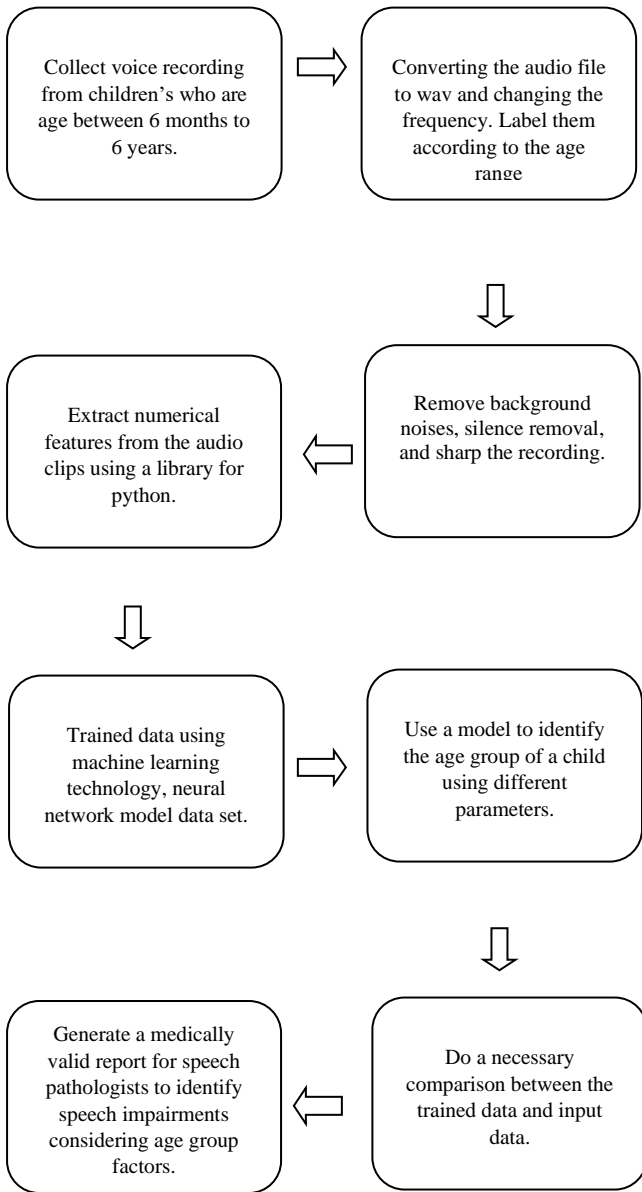 Collect voice recording
from children's who are
age between 6 months to
6 years.
Converting the audio file
to wav and changing the
frequency. Label them
according to the age
range
Remove background
noises, silence removal,
and sharp the recording.
Extract numerical
features from the audio
clips using a library for
python.
Trained data using
machine learning
technology, neural
network model data set.
Use a model to identify
the age group of a child
using different
parameters.
Do a necessary
comparison between the
trained data and input
data.
Generate a medically
valid report for speech
pathologists to identify
speech impairments
considering age group
factors.